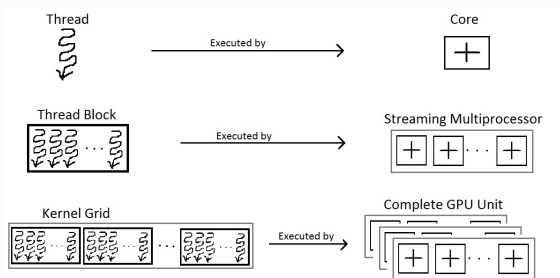 Thread
Executed by
Core
Thread Block
Executed by
Streaming Multiprocessor
Kernel Grid
Executed by
Complete GPU Unit